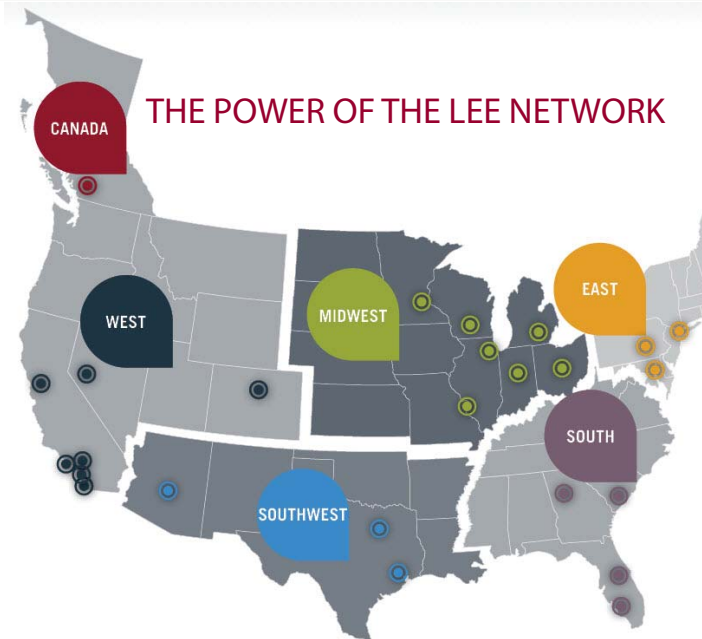 THE POWER OF THE LEE NETWORK
CANADA
WEST
MIDWEST
EAST
SOUTH
SOUTHWEST